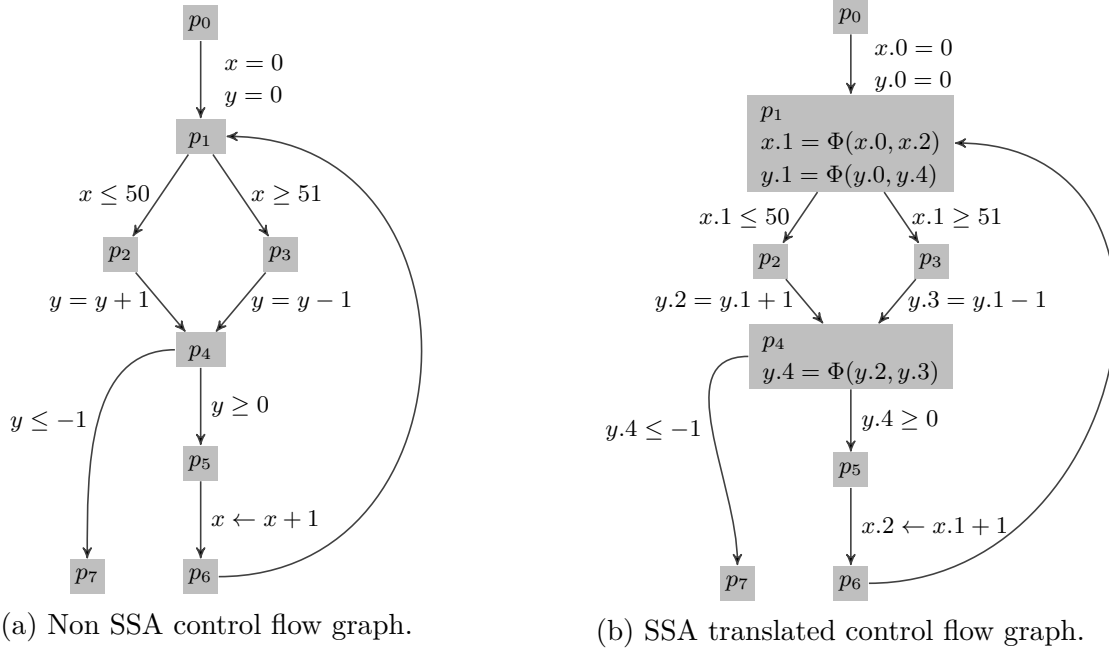 p₀
x = 0
y = 0
p₁
x ≤ 50
x ≥ 51
p₂
p₃
y = y + 1
y = y − 1
p₄
y ≤ −1
y ≥ 0
p₅
x ← x + 1
p₇
p₆
(a) Non SSA control flow graph.
p₀
x.0 = 0
y.0 = 0
p₁
x.1 = Φ(x.0, x.2)
y.1 = Φ(y.0, y.4)
x.1 ≤ 50
x.1 ≥ 51
p₂
p₃
y.2 = y.1 + 1
y.3 = y.1 − 1
p₄
y.4 = Φ(y.2, y.3)
y.4 ≤ −1
y.4 ≥ 0
p₅
x.2 ← x.1 + 1
p₇
p₆
(b) SSA translated control flow graph.